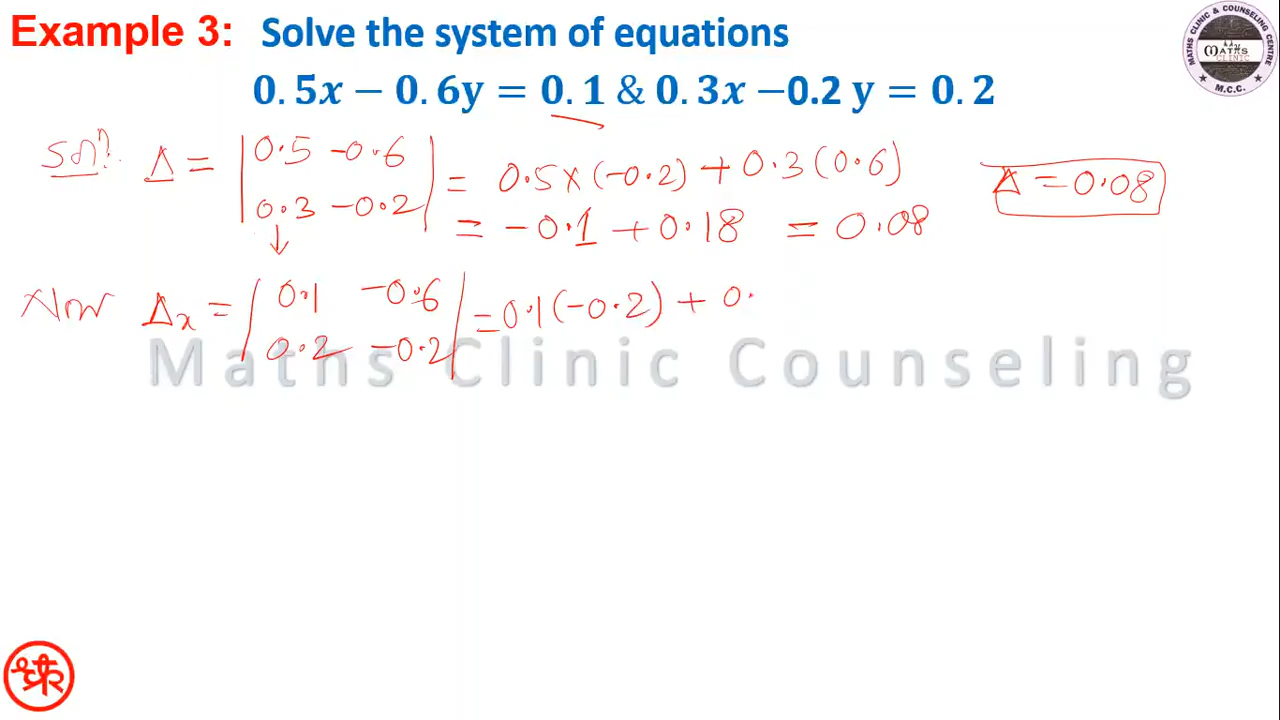 Example 3: Solve the system of equations
0.5x − 0.6y = 0.1 & 0.3x −0.2 y = 0.2
MATHS CLINIC & COUNSELING CENTRE
MATHS
CLINIC
M.C.C.
Solⁿ. Δ = | 0.5 -0.6 | = 0.5×(-0.2) + 0.3(0.6)
| 0.3 -0.2 |
= -0.1 + 0.18 = 0.08
Δ = 0.08
Now Δx = | 0.1 -0.6 | = 0.1(-0.2) + 0.
| 0.2 -0.2 |
Maths Clinic Counseling
श्री